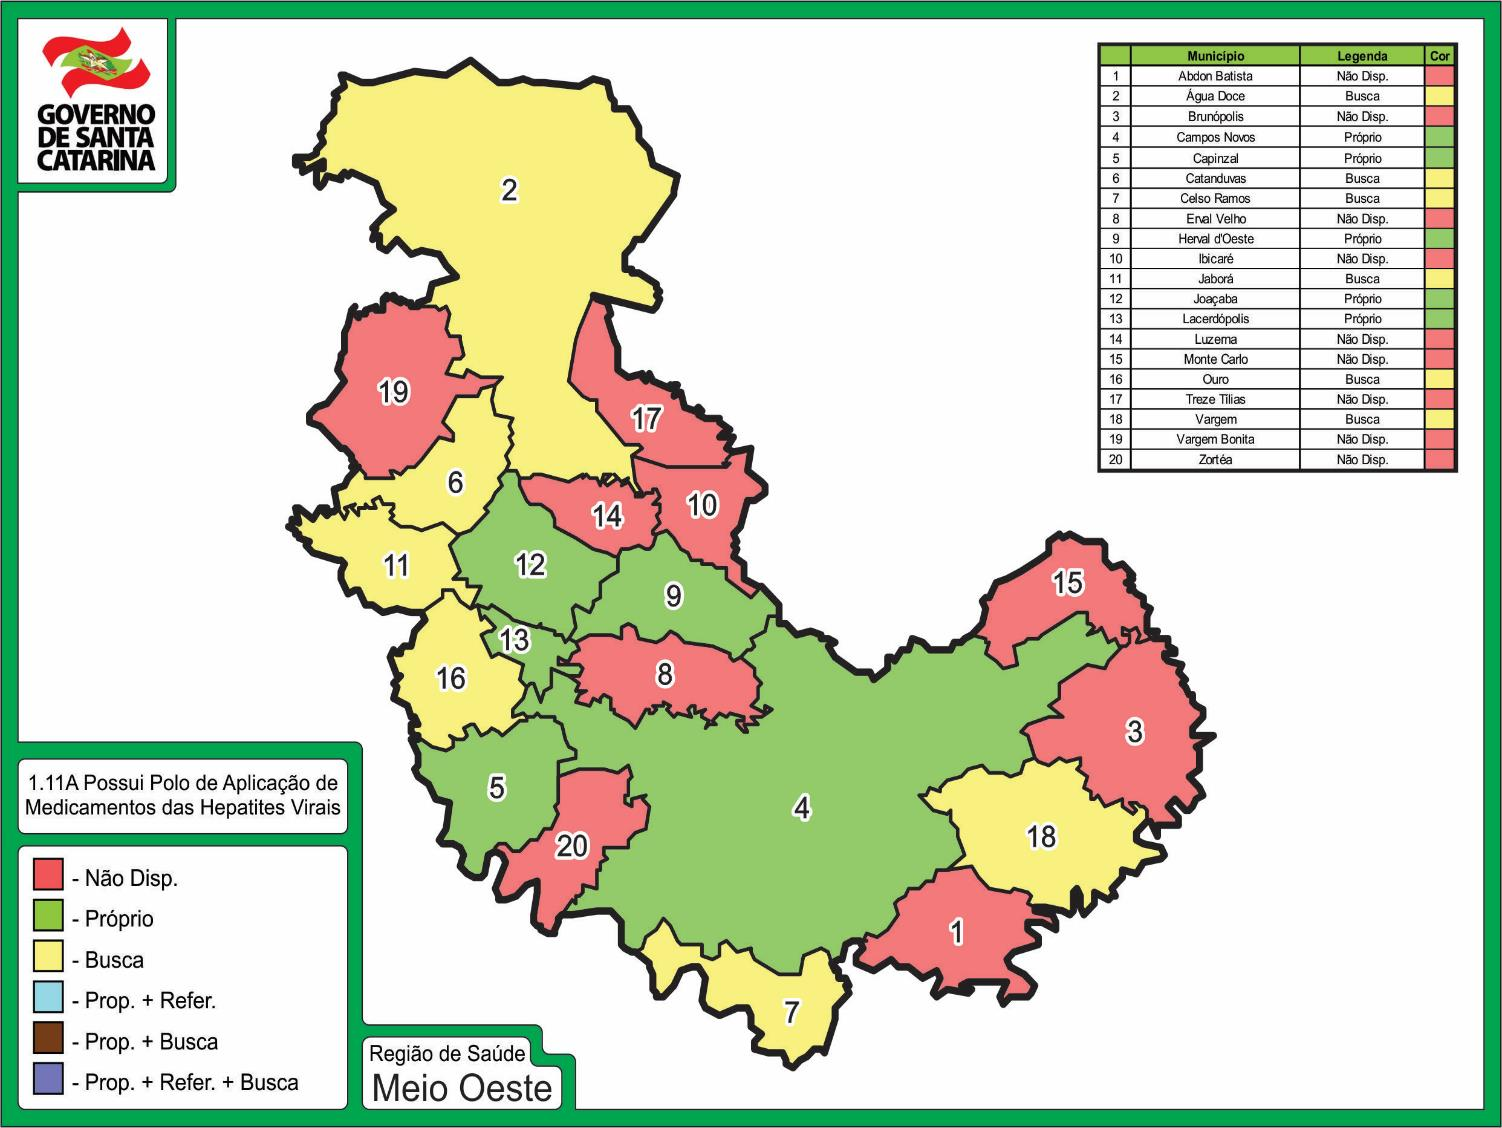 GOVERNO
DE SANTA
CATARINA
Município Legenda Cor
1 Abdon Batista Não Disp.
2 Água Doce Busca
3 Brunópolis Não Disp.
4 Campos Novos Próprio
5 Capinzal Próprio
6 Catanduvas Busca
7 Celso Ramos Busca
8 Erval Velho Não Disp.
9 Herval d'Oeste Próprio
10 Ibicaré Não Disp.
11 Jaborá Busca
12 Joaçaba Próprio
13 Lacerdópolis Próprio
14 Luzerna Não Disp.
15 Monte Carlo Não Disp.
16 Ouro Busca
17 Treze Tílias Não Disp.
18 Vargem Busca
19 Vargem Bonita Não Disp.
20 Zortéa Não Disp.
2
19
17
6
10
14
11
12
15
9
13
8
16
3
5
4
18
20
1
7
1.11A Possui Polo de Aplicação de
Medicamentos das Hepatites Virais
- Não Disp.
- Próprio
- Busca
- Prop. + Refer.
- Prop. + Busca
- Prop. + Refer. + Busca
Região de Saúde
Meio Oeste